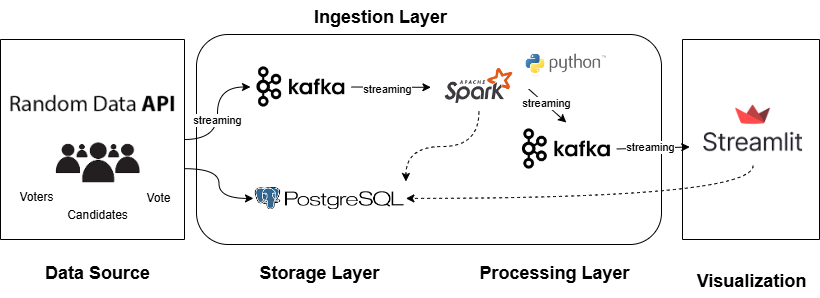 Ingestion Layer
Random Data API
Voters
Candidates
Vote
streaming
kafka
streaming
APACHE
Spark
python™
streaming
kafka
streaming
Streamlit
PostgreSQL
Data Source
Storage Layer
Processing Layer
Visualization